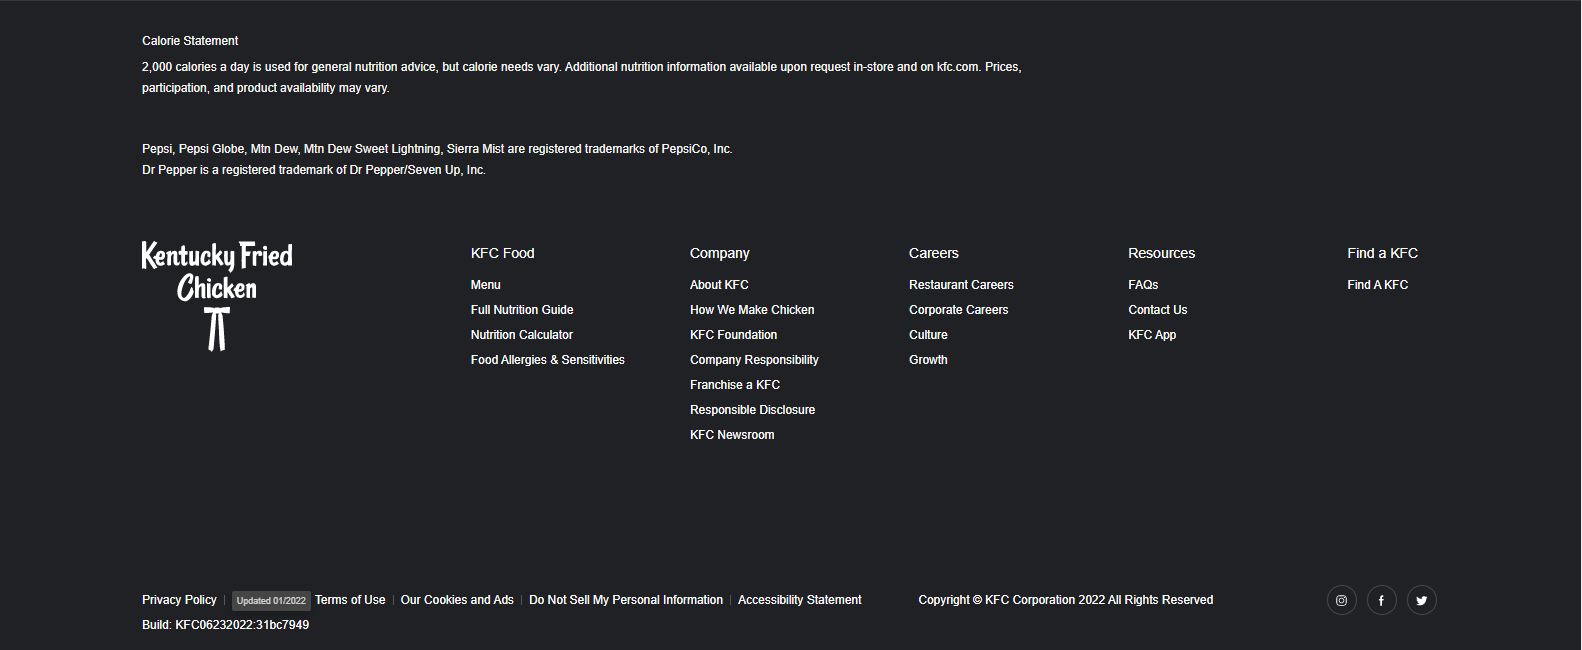 Calorie Statement
2,000 calories a day is used for general nutrition advice, but calorie needs vary. Additional nutrition information available upon request in-store and on kfc.com. Prices,
participation, and product availability may vary.
Pepsi, Pepsi Globe, Mtn Dew, Mtn Dew Sweet Lightning, Sierra Mist are registered trademarks of PepsiCo, Inc.
Dr Pepper is a registered trademark of Dr Pepper/Seven Up, Inc.
Kentucky Fried
Chicken
KFC Food
Menu
Full Nutrition Guide
Nutrition Calculator
Food Allergies & Sensitivities
Company
About KFC
How We Make Chicken
KFC Foundation
Company Responsibility
Franchise a KFC
Responsible Disclosure
KFC Newsroom
Careers
Restaurant Careers
Corporate Careers
Culture
Growth
Resources
FAQs
Contact Us
KFC App
Find a KFC
Find A KFC
Privacy Policy | Updated 01/2022 Terms of Use | Our Cookies and Ads | Do Not Sell My Personal Information | Accessibility Statement
Build: KFC06232022:31bc7949
Copyright © KFC Corporation 2022 All Rights Reserved